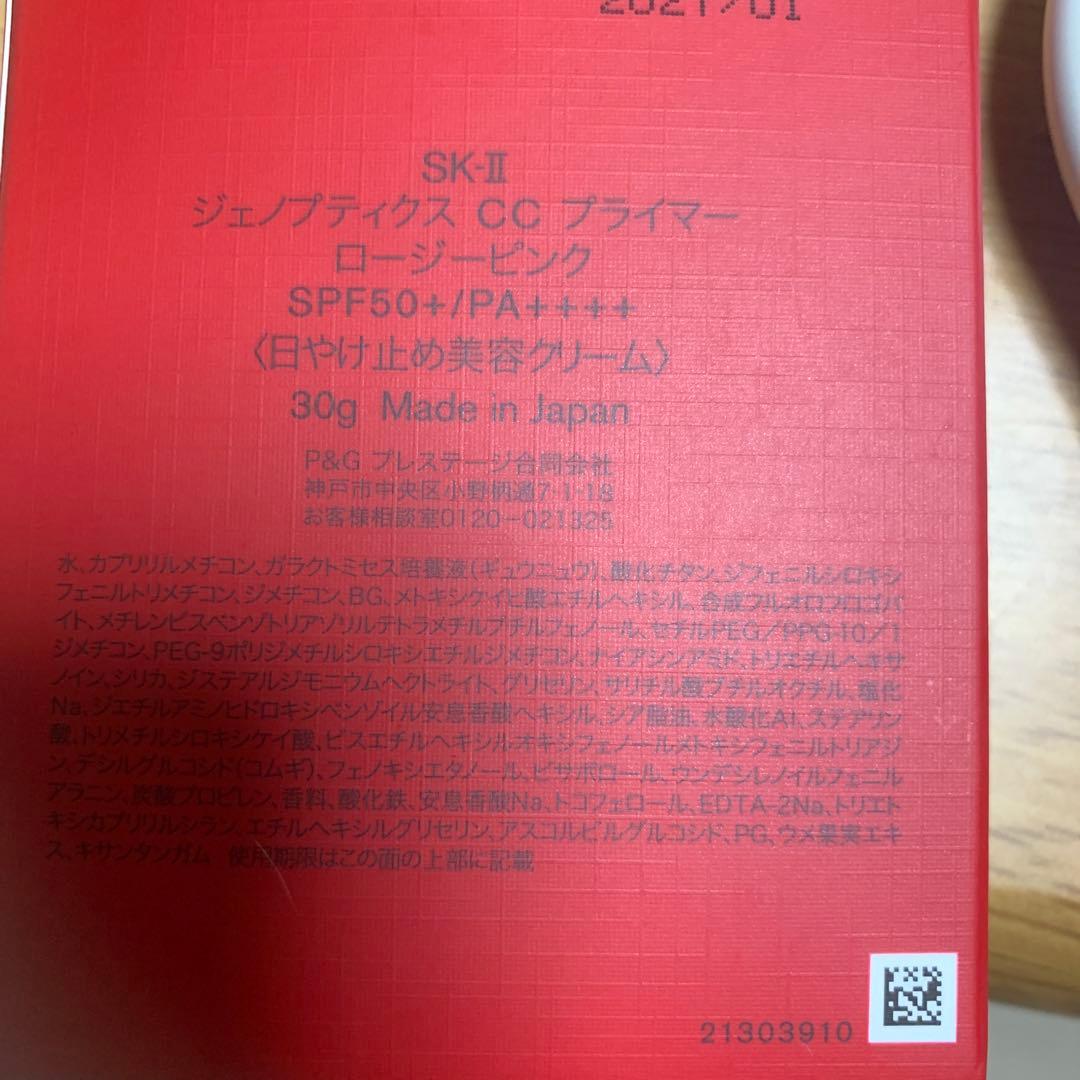 2021/01
SK-Ⅱ
ジェノプティクス CC プライマー
ロージーピンク
SPF50+/PA++++
〈日やけ止め美容クリーム〉
30g Made in Japan
P&G プレステージ合同会社
神戸市中央区小野柄通7-1-18
お客様相談室0120-021325
水、カプリリルメチコン、ガラクトミセス培養液(ギュウニュウ)、酸化チタン、ジフェニルシロキシ
フェニルトリメチコン、ジメチコン、BG、メトキシケイヒ酸エチルヘキシル、合成フルオロフロゴパ
イト、メチレンビスベンゾトリアゾリルテトラメチルブチルフェノール、セチルPEG/PPG-10/1
ジメチコン、PEG-9ポリジメチルシロキシエチルジメチコン、ナイアシンアミド、トリエチルヘキサ
ノイン、シリカ、ジステアルジモニウムヘクトライト、グリセリン、サリチル酸ブチルオクチル、塩化
Na、ジエチルアミノヒドロキシベンゾイル安息香酸ヘキシル、シア脂油、水酸化Al、ステアリン
酸、トリメチルシロキシケイ酸、ビスエチルヘキシルオキシフェノールメトキシフェニルトリアジ
ン、デシルグルコシド(コムギ)、フェノキシエタノール、ビサボロール、ウンデシレノイルフェニル
アラニン、炭酸プロピレン、香料、酸化鉄、安息香酸Na、トコフェロール、EDTA-2Na、トリエト
キシカプリリルシラン、エチルヘキシルグリセリン、アスコルビルグルコシド、PG、ウメ果実エキ
ス、キサンタンガム 使用期限はこの面の上部に記載
21303910